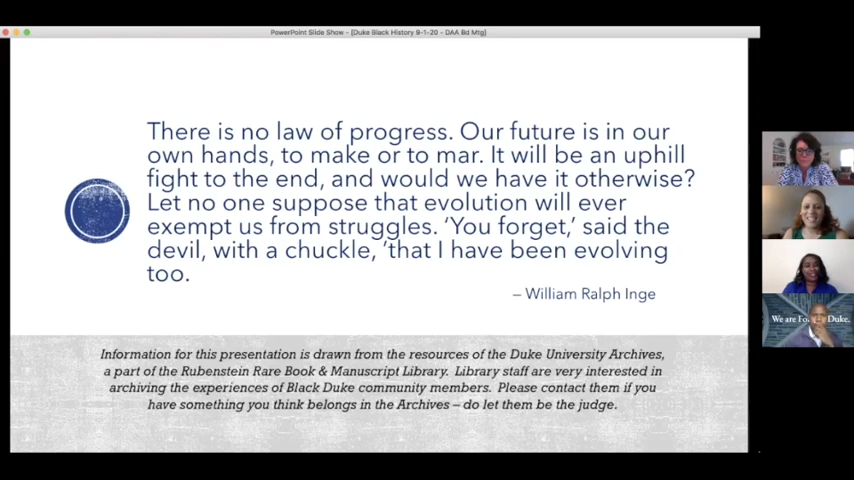 PowerPoint Slide Show - [Duke Black History 9-1-20 - DAA Bd Mtg]
There is no law of progress. Our future is in our
own hands, to make or to mar. It will be an uphill
fight to the end, and would we have it otherwise?
Let no one suppose that evolution will ever
exempt us from struggles. ‘You forget,’ said the
devil, with a chuckle, ‘that I have been evolving
too.
– William Ralph Inge
Information for this presentation is drawn from the resources of the Duke University Archives,
a part of the Rubenstein Rare Book & Manuscript Library. Library staff are very interested in
archiving the experiences of Black Duke community members. Please contact them if you
have something you think belongs in the Archives – do let them be the judge.
We are Duke.